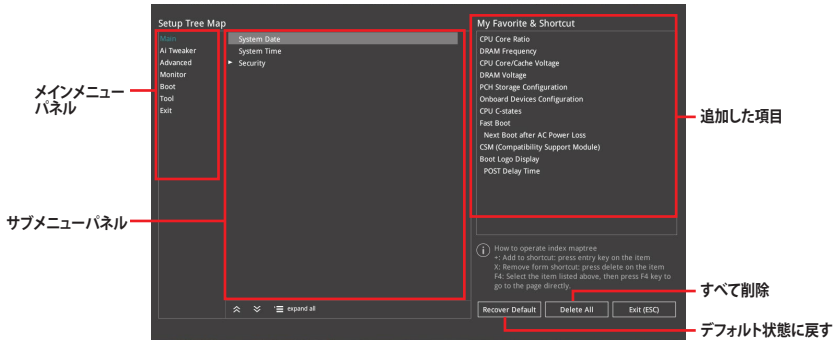 Setup Tree Map
Main
Ai Tweaker
Advanced
Monitor
Boot
Tool
Exit
System Date
System Time
Security
expand all
My Favorite & Shortcut
CPU Core Ratio
DRAM Frequency
CPU Core/Cache Voltage
DRAM Voltage
PCH Storage Configuration
Onboard Devices Configuration
CPU C-states
Fast Boot
Next Boot after AC Power Loss
CSM (Compatibility Support Module)
Boot Logo Display
POST Delay Time
How to operate index maptree
+: Add to shortcut: press entry key on the item
X: Remove form shortcut: press delete on the item
F4: Select the item listed above, then press F4 key to
go to the page directly.
Recover Default
Delete All
Exit (ESC)
メインメニュー
パネル
サブメニューパネル
追加した項目
すべて削除
デフォルト状態に戻す